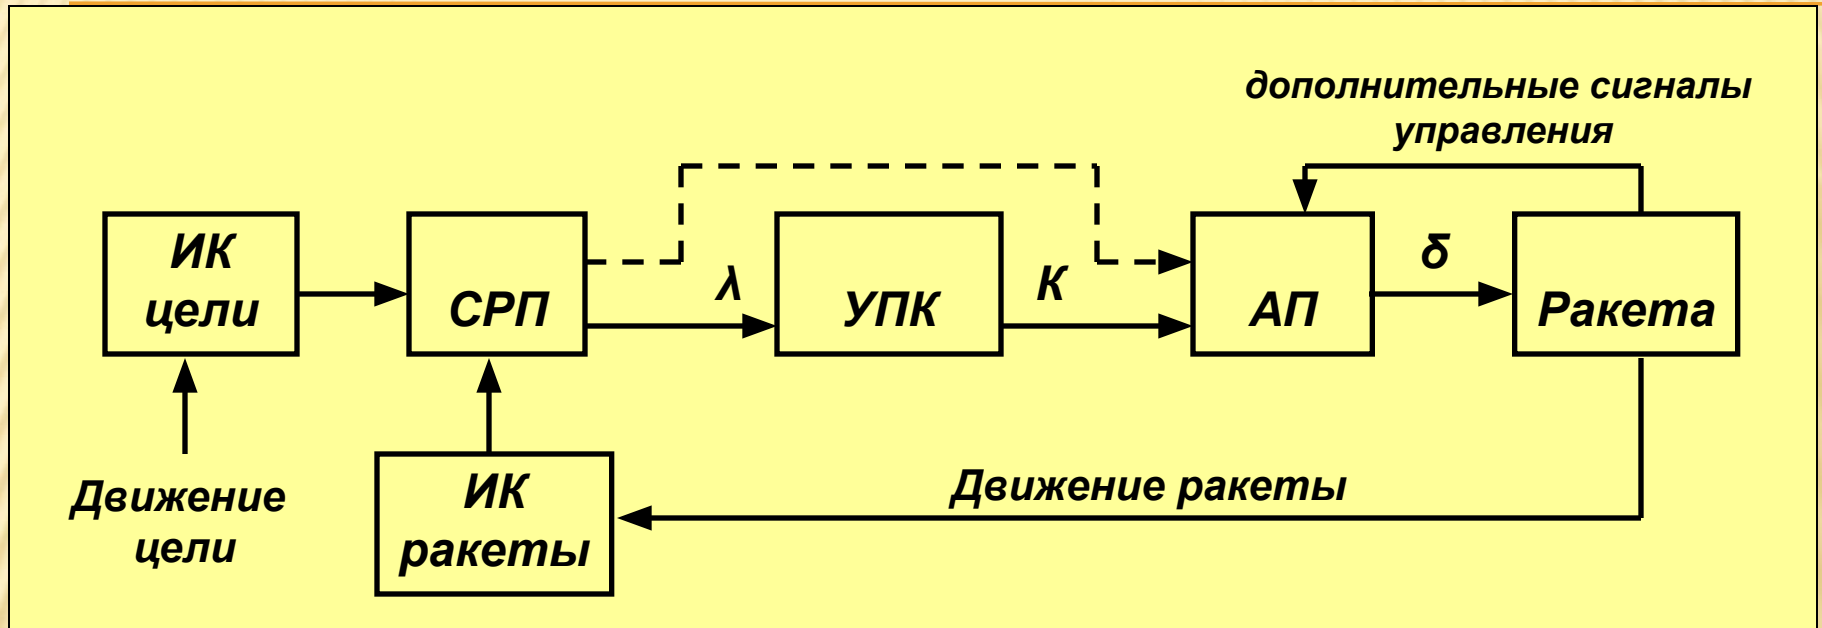 дополнительные сигналы
управления
ИК
цели
СРП
λ
УПК
К
АП
δ
Ракета
Движение
цели
ИК
ракеты
Движение ракеты